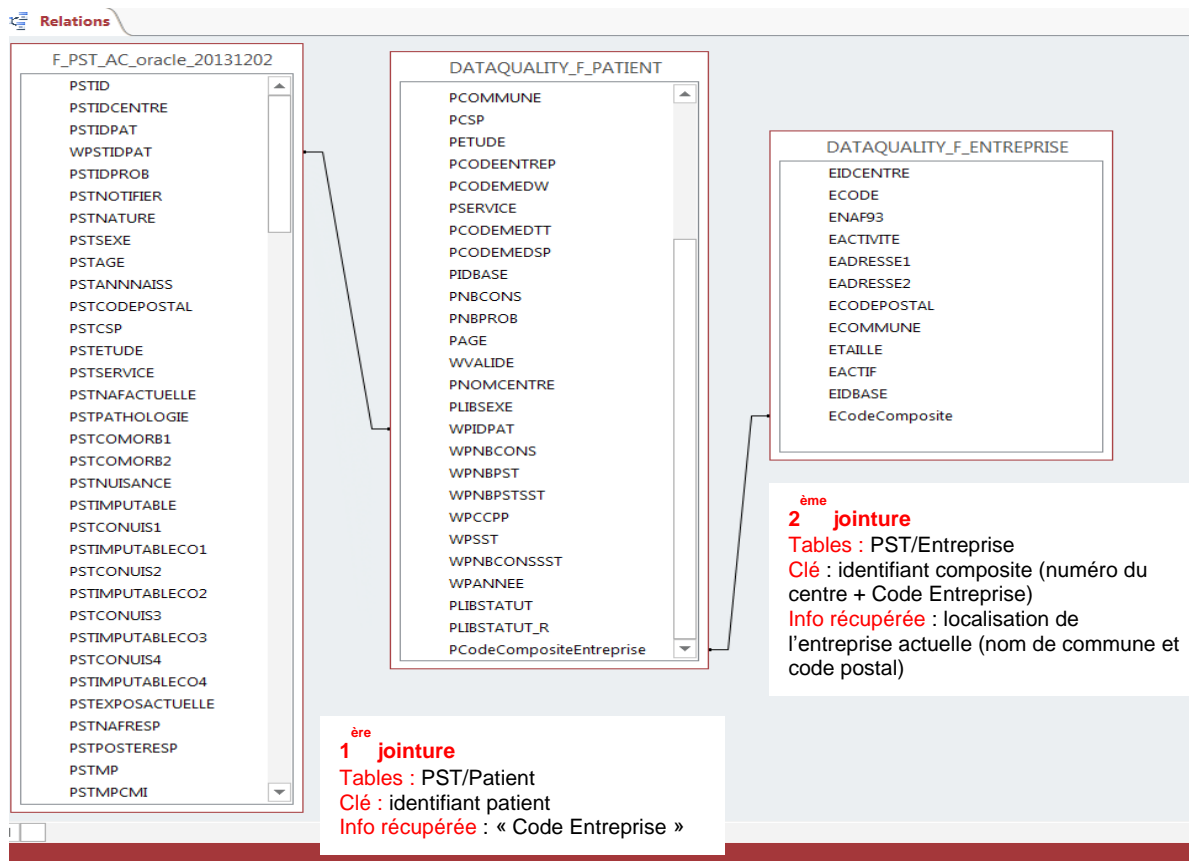 Relations
F_PST_AC_oracle_20131202
PSTID
PSTIDCENTRE
PSTIDPAT
WPSTIDPAT
PSTIDPROB
PSTNOTIFIER
PSTNATURE
PSTSEXE
PSTAGE
PSTANNNAISS
PSTCODEPOSTAL
PSTCSP
PSTETUDE
PSTSERVICE
PSTNAFACTUELLE
PSTPATHOLOGIE
PSTCOMORB1
PSTCOMORB2
PSTNUISANCE
PSTIMPUTABLE
PSTCONUIS1
PSTIMPUTABLECO1
PSTCONUIS2
PSTIMPUTABLECO2
PSTCONUIS3
PSTIMPUTABLECO3
PSTCONUIS4
PSTIMPUTABLECO4
PSTEXPOSACTUELLE
PSTNAFRESP
PSTPOSTERESP
PSTMP
PSTMPCMI
DATAQUALITY_F_PATIENT
PCOMMUNE
PCSP
PETUDE
PCODEENTREP
PCODEMEDW
PSERVICE
PCODEMEDTT
PCODEMEDSP
PIDBASE
PNBCONS
PNBPROB
PAGE
WVALIDE
PNOMCENTRE
PLIBSEXE
WPIDPAT
WPNBCONS
WPNBPST
WPNBPSTSST
WPCCPP
WPSST
WPNBCONSSST
WPANNEE
PLIBSTATUT
PLIBSTATUT_R
PCodeCompositeEntreprise
DATAQUALITY_F_ENTREPRISE
EIDCENTRE
ECODE
ENAF93
EACTIVITE
EADRESSE1
EADRESSE2
ECODEPOSTAL
ECOMMUNE
ETAILLE
EACTIF
EIDBASE
ECodeComposite
1ère jointure
Tables : PST/Patient
Clé : identifiant patient
Info récupérée : « Code Entreprise »
2ème jointure
Tables : PST/Entreprise
Clé : identifiant composite (numéro du
centre + Code Entreprise)
Info récupérée : localisation de
l'entreprise actuelle (nom de commune et
code postal)